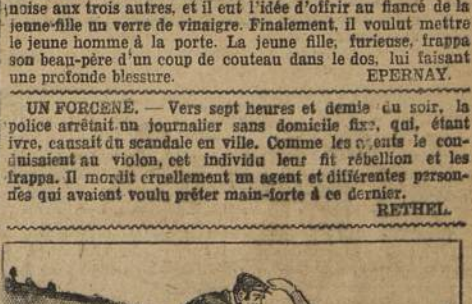 noise aux trois autres, et il eut l'idée d'offrir au fiancé de la
jeune fille un verre de vinaigre. Finalement, il voulut mettre
le jeune homme à la porte. La jeune fille, furieuse, frappa
son beau-père d'un coup de couteau dans le dos, lui faisant
une profonde blessure. EPERNAY.
UN FORCENÉ. — Vers sept heures et demie du soir, la
police arrêtait un journalier sans domicile fixe, qui, étant
ivre, causait du scandale en ville. Comme les agents le con-
duisaient au violon, cet individu leur fit rébellion et les
frappa. Il mordit cruellement un agent et différentes person-
nes qui avaient voulu prêter main-forte à ce dernier.
RETHEL.